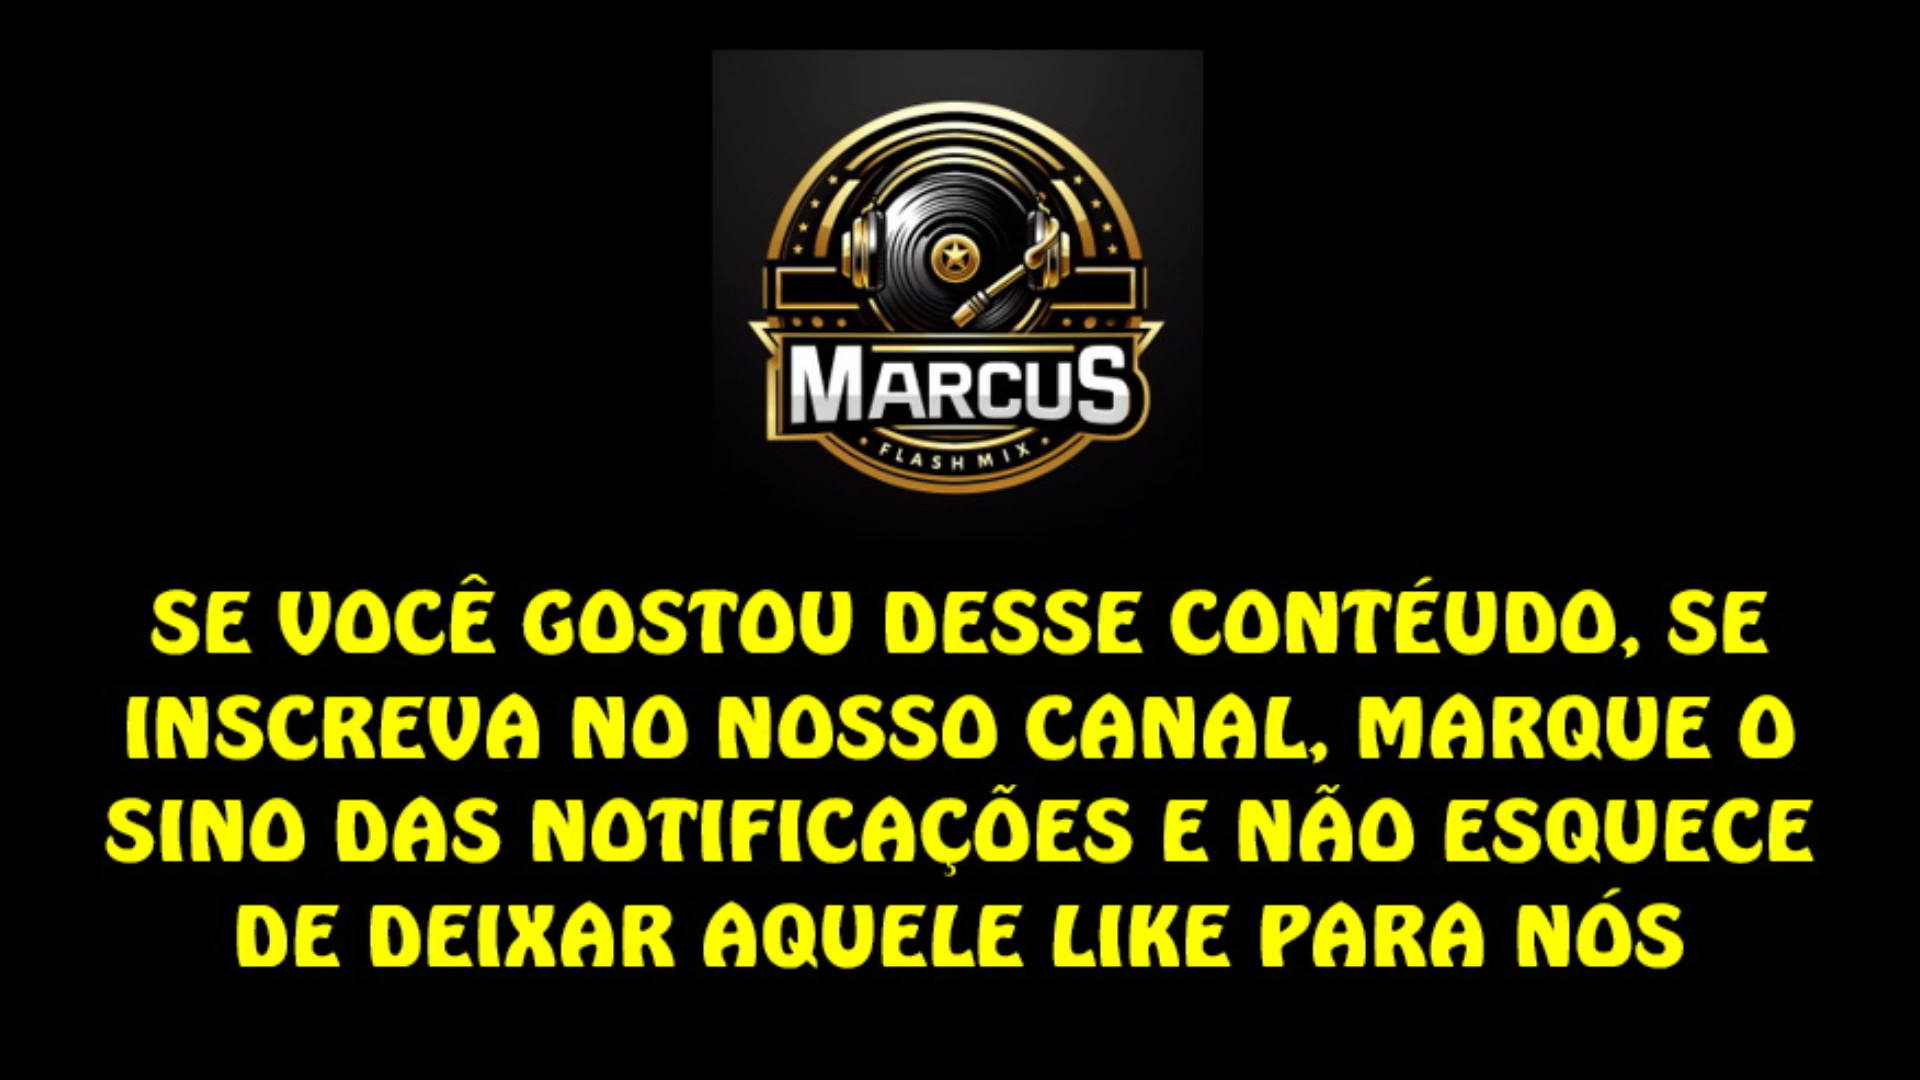 MARCUS
FLASH MIX
SE VOCÊ GOSTOU DESSE CONTÉUDO, SE
INSCREVA NO NOSSO CANAL, MARQUE O
SINO DAS NOTIFICAÇÕES E NÃO ESQUECE
DE DEIXAR AQUELE LIKE PARA NÓS